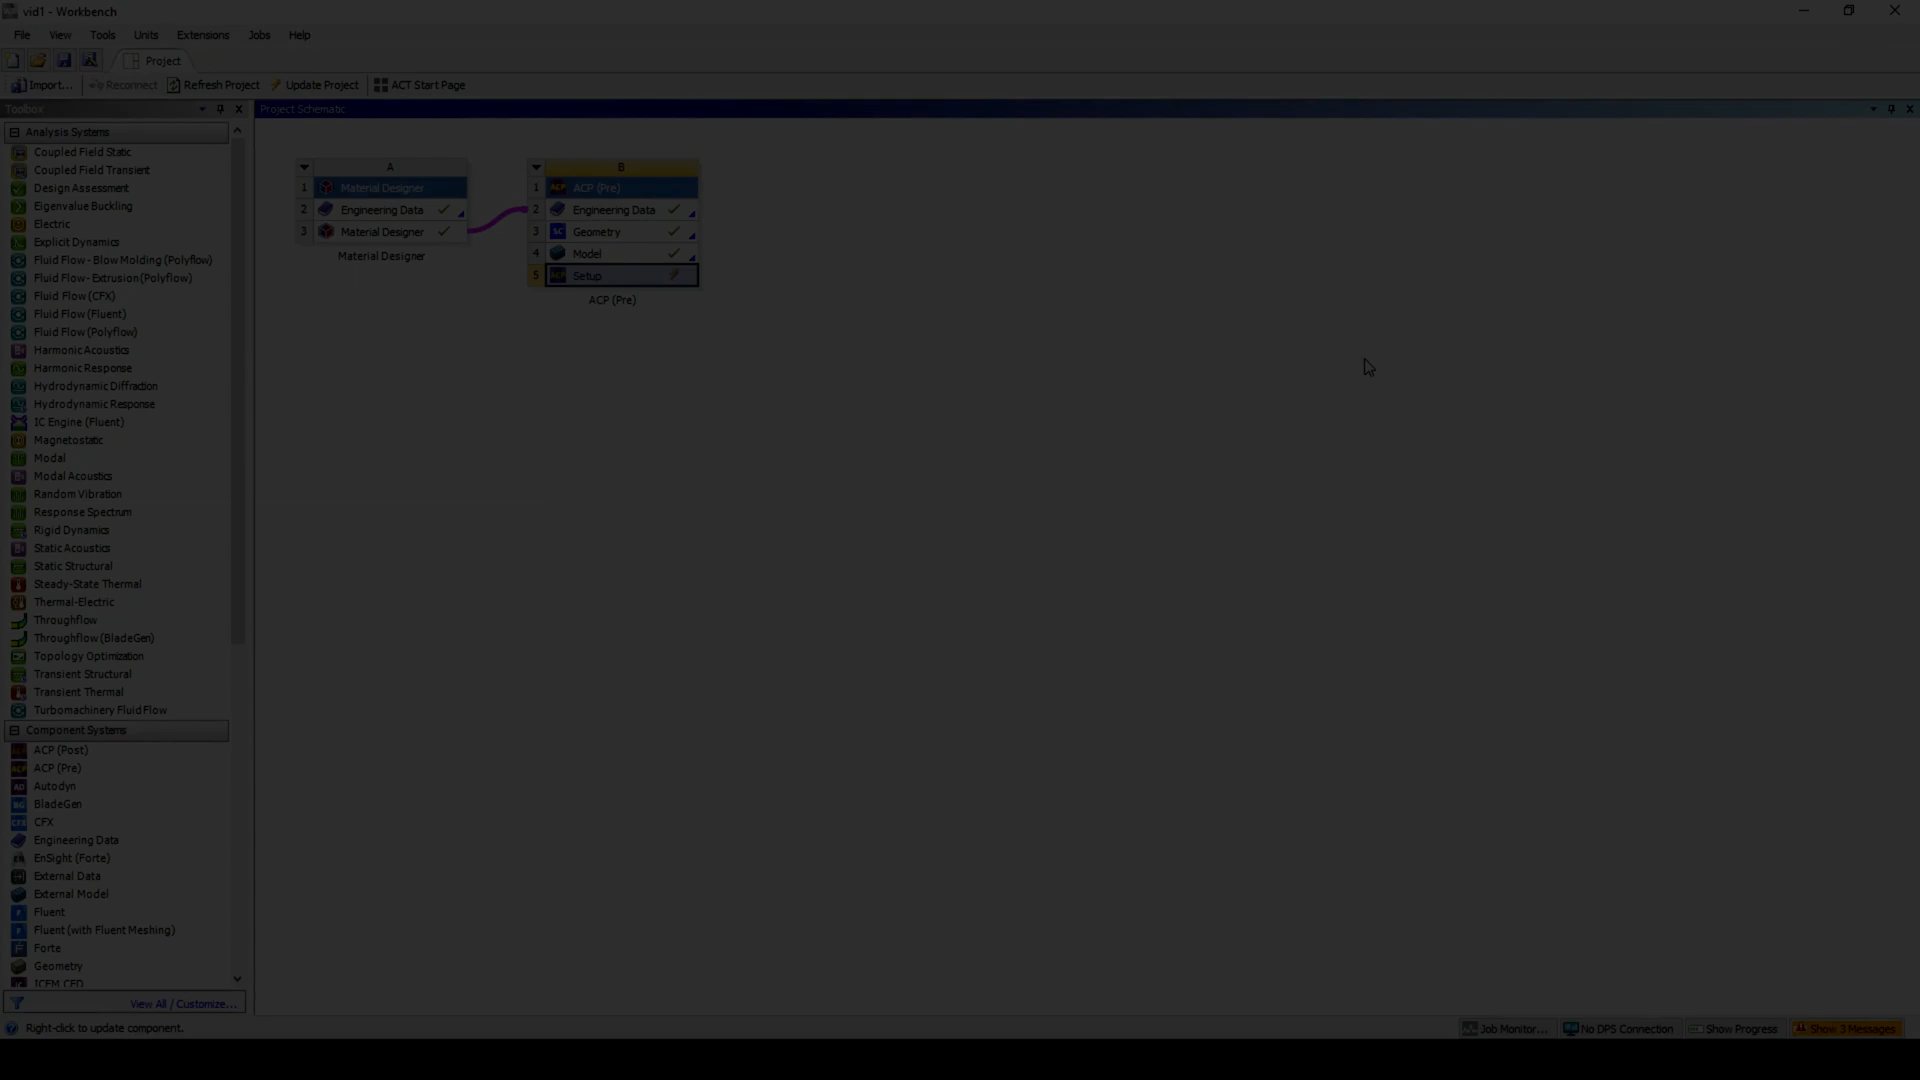 vid1 - Workbench
File View Tools Units Extensions Jobs Help
Project
Import... Reconnect Refresh Project Update Project ACT Start Page
Toolbox
Project Schematic
Analysis Systems
Coupled Field Static
Coupled Field Transient
Design Assessment
Eigenvalue Buckling
Electric
Explicit Dynamics
Fluid Flow - Blow Molding (Polyflow)
Fluid Flow - Extrusion (Polyflow)
Fluid Flow (CFX)
Fluid Flow (Fluent)
Fluid Flow (Polyflow)
Harmonic Acoustics
Harmonic Response
Hydrodynamic Diffraction
Hydrodynamic Response
IC Engine (Fluent)
Magnetostatic
Modal
Modal Acoustics
Random Vibration
Response Spectrum
Rigid Dynamics
Static Acoustics
Static Structural
Steady-State Thermal
Thermal-Electric
Throughflow
Throughflow (BladeGen)
Topology Optimization
Transient Structural
Transient Thermal
Turbomachinery Fluid Flow
Component Systems
ACP (Post)
ACP (Pre)
Autodyn
BladeGen
CFX
Engineering Data
EnSight (Forte)
External Data
External Model
Fluent
Fluent (with Fluent Meshing)
Forte
Geometry
ICEM CFD
View All / Customize...
A
1 Material Designer
2 Engineering Data
3 Material Designer
Material Designer
B
1 ACP (Pre)
2 Engineering Data
3 Geometry
4 Model
5 Setup
ACP (Pre)
Right-click to update component.
Job Monitor... No DPS Connection Show Progress Show 3 Messages